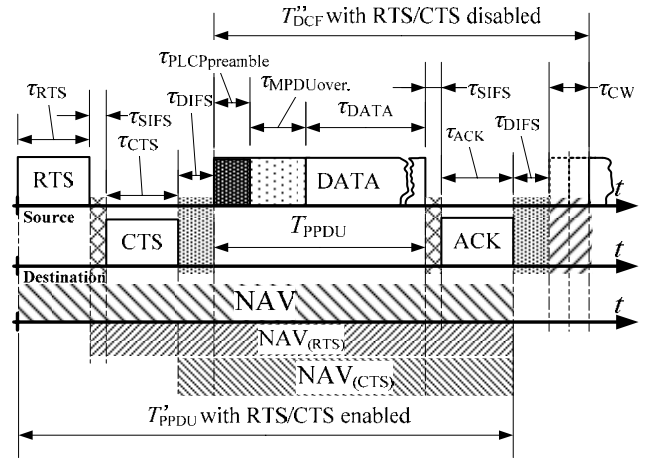 T''DCF with RTS/CTS disabled
τPLCPpreamble
τRTS
τSIFS
τDIFS
τMPDUover.
τSIFS
τCW
τCTS
τDATA
τACK
τDIFS
RTS
DATA
t
Source
CTS
TPPDU
ACK
t
Destination
NAV
t
NAV(RTS)
NAV(CTS)
T'PPDU with RTS/CTS enabled